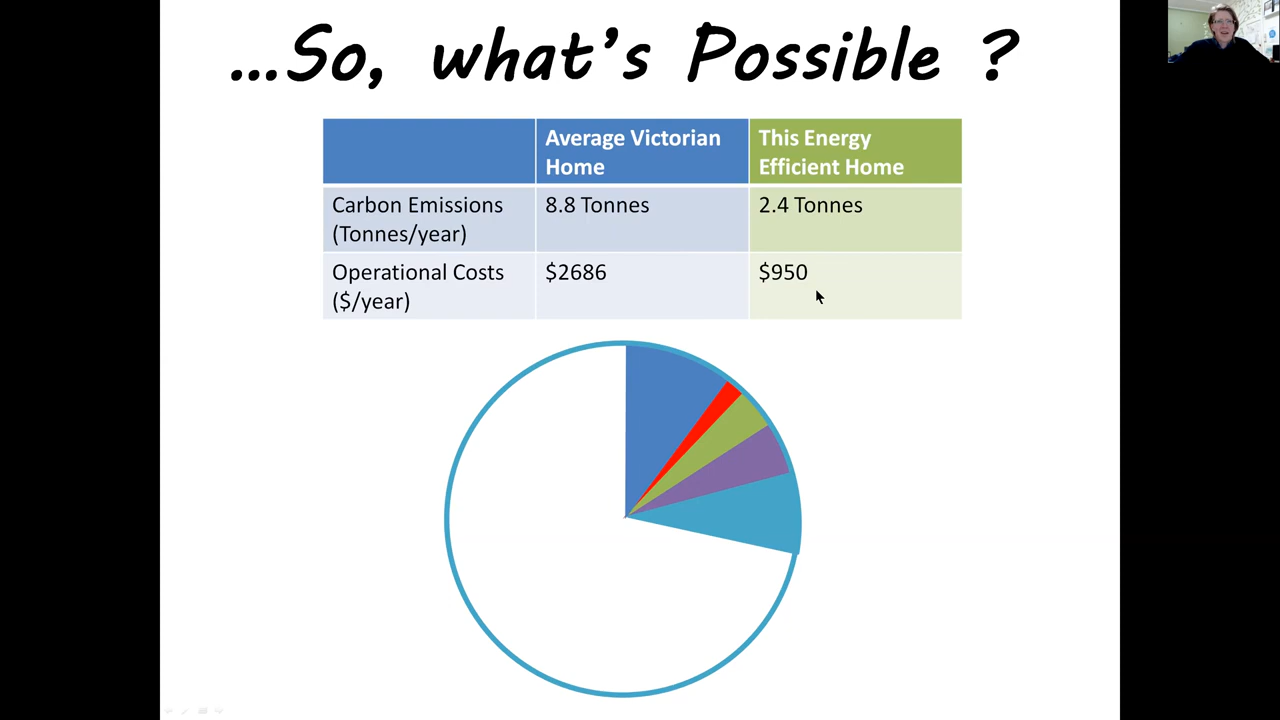 ...So, what's Possible ?
Average Victorian
Home
This Energy
Efficient Home
Carbon Emissions
(Tonnes/year)
8.8 Tonnes
2.4 Tonnes
Operational Costs
($/year)
$2686
$950